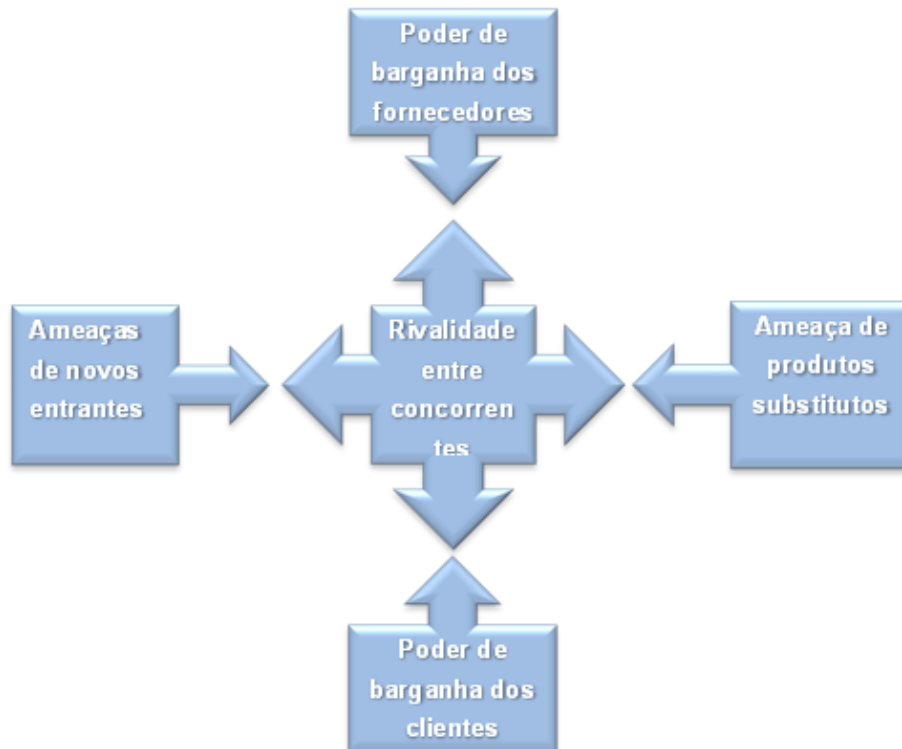 Poder de
barganha dos
fornecedores
Ameaças
de novos
entrantes
Rivalidade
entre
concorren
tes
Ameaça de
produtos
substitutos
Poder de
barganha dos
clientes